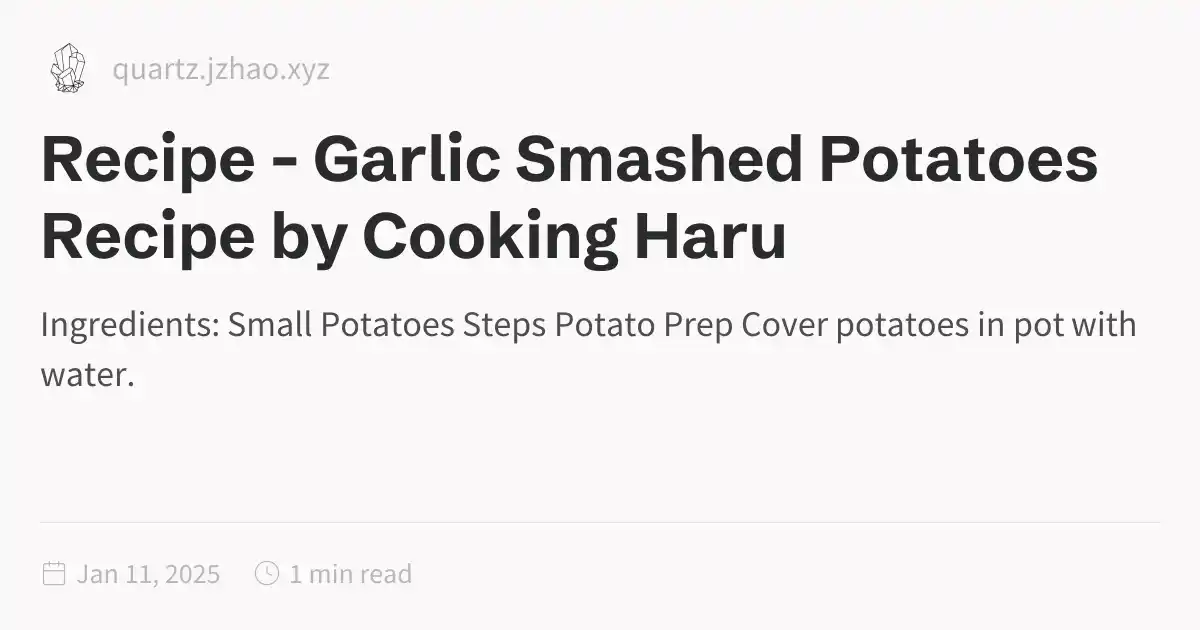 quartz.jzhao.xyz
Recipe - Garlic Smashed Potatoes
Recipe by Cooking Haru
Ingredients: Small Potatoes Steps Potato Prep Cover potatoes in pot with
water.
Jan 11, 2025 1 min read